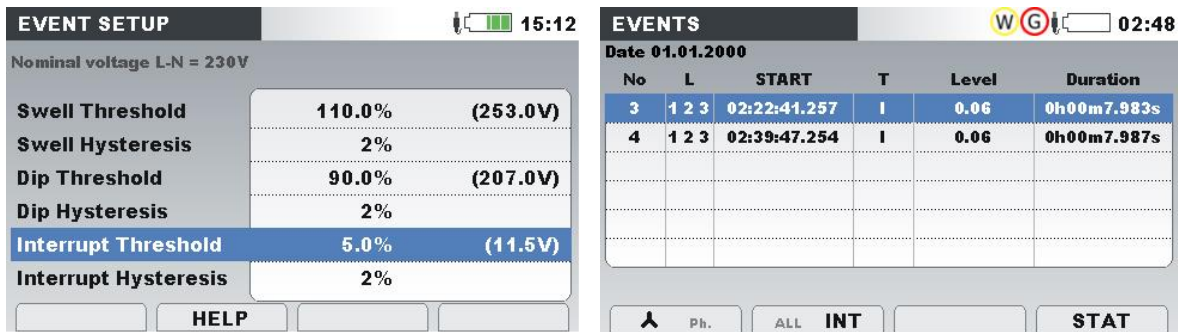 EVENT SETUP 15:12
Nominal voltage L-N = 230V
Swell Threshold 110.0% (253.0V)
Swell Hysteresis 2%
Dip Threshold 90.0% (207.0V)
Dip Hysteresis 2%
Interrupt Threshold 5.0% (11.5V)
Interrupt Hysteresis 2%
HELP
EVENTS W G 02:48
Date 01.01.2000
No L START T Level Duration
3 1 2 3 02:22:41.257 I 0.06 0h00m7.983s
4 1 2 3 02:39:47.254 I 0.06 0h00m7.987s
Ph. ALL INT STAT